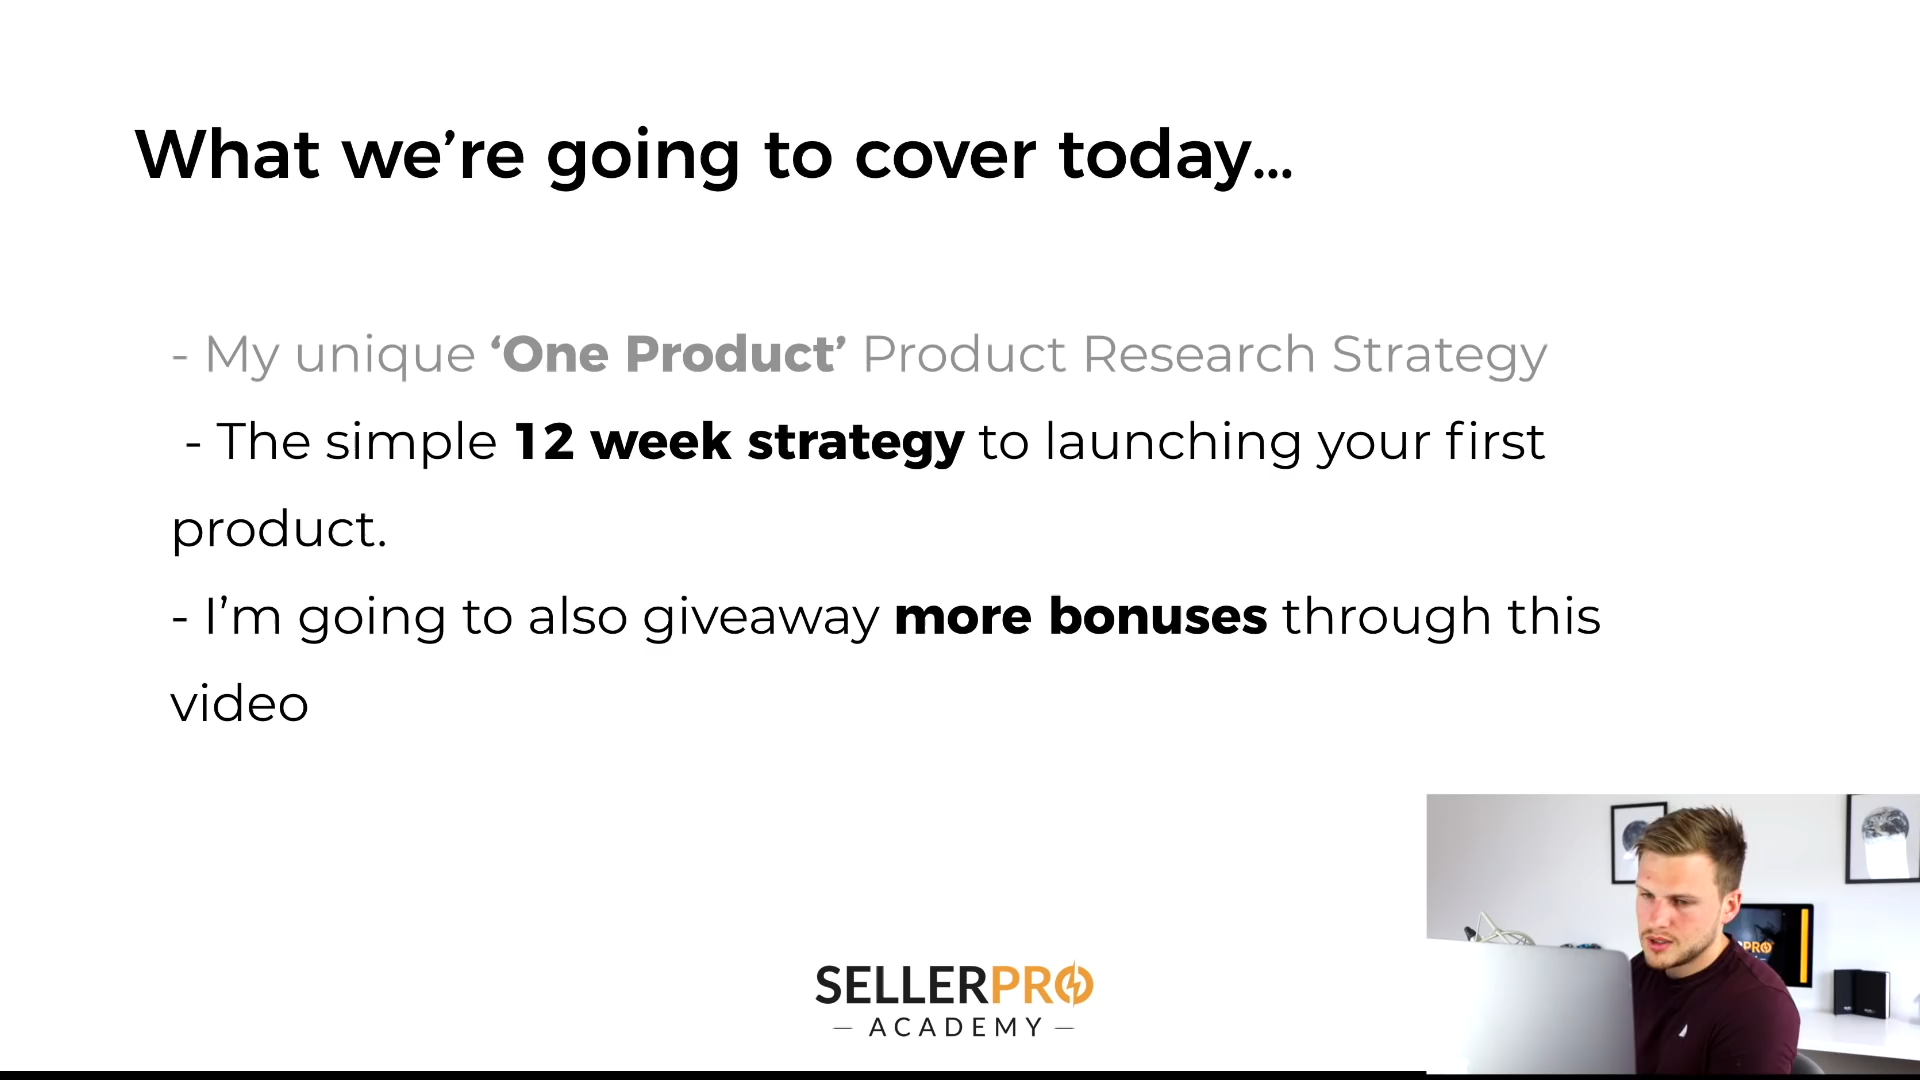 What we’re going to cover today...
- My unique ‘One Product’ Product Research Strategy
- The simple 12 week strategy to launching your first
product.
- I’m going to also giveaway more bonuses through this
video
PRO
SELLERPRO
— ACADEMY —